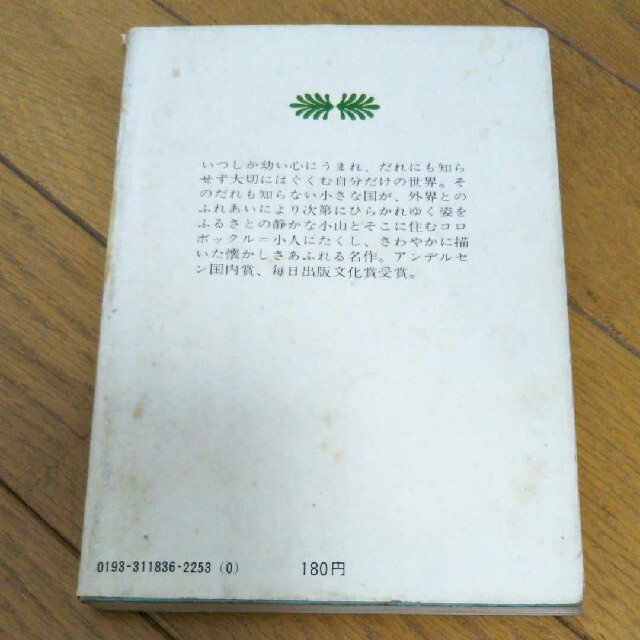 いつしか幼い心にうまれ、だれにも知ら
せず大切にはぐくむ自分だけの世界。そ
のだれも知らない小さな国が、外界との
ふれあいにより次第にひらかれゆく姿を
ふるさとの静かな小山とそこに住むコロ
ボックル＝小人にたくし、さわやかに描
いた懐かしさあふれる名作。アンデルセ
ン国内賞、毎日出版文化賞受賞。
0193-311836-2253 (0) 180円